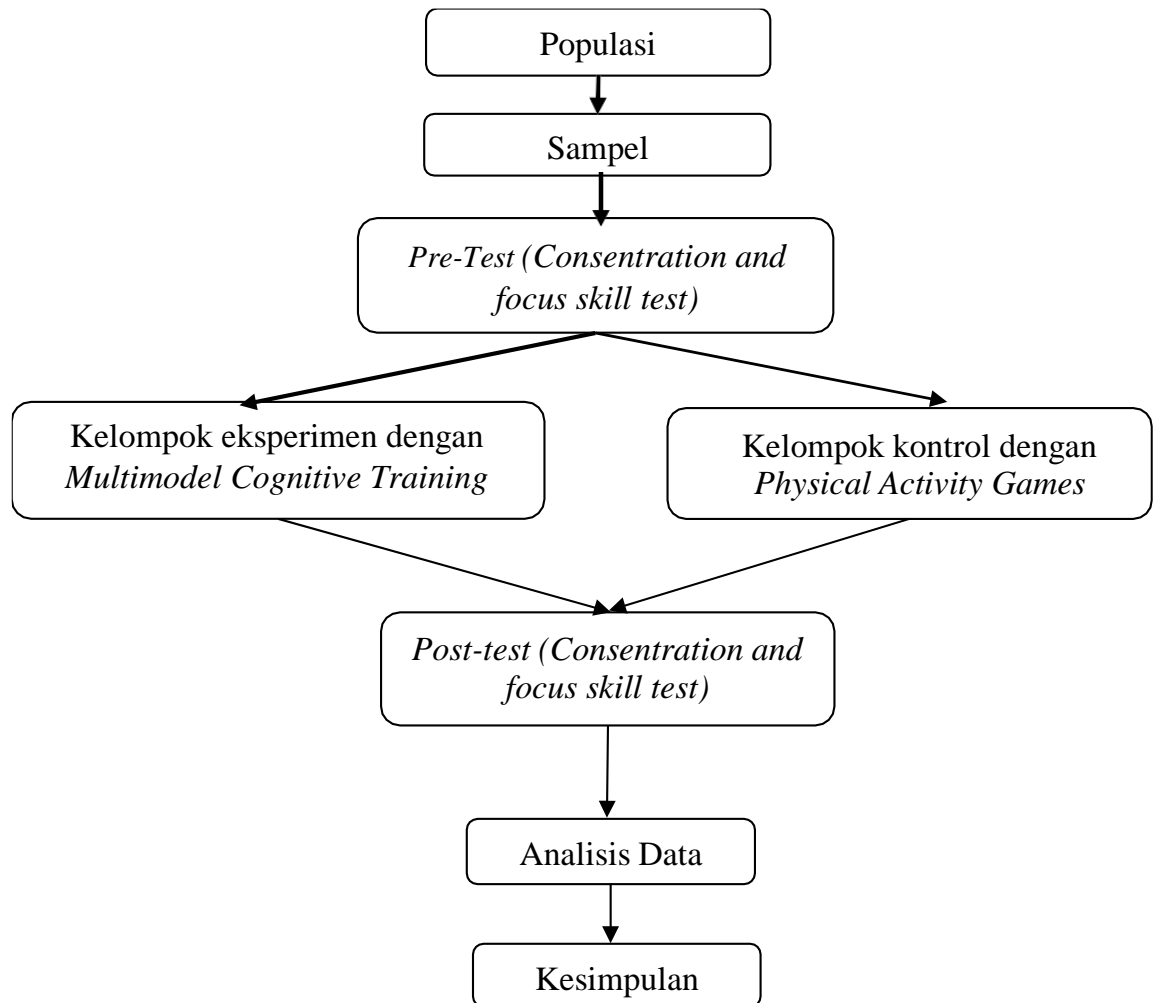 Populasi
Sampel
Pre-Test (Consentration and
focus skill test)
Kelompok eksperimen dengan
Multimodel Cognitive Training
Kelompok kontrol dengan
Physical Activity Games
Post-test (Consentration and
focus skill test)
Analisis Data
Kesimpulan